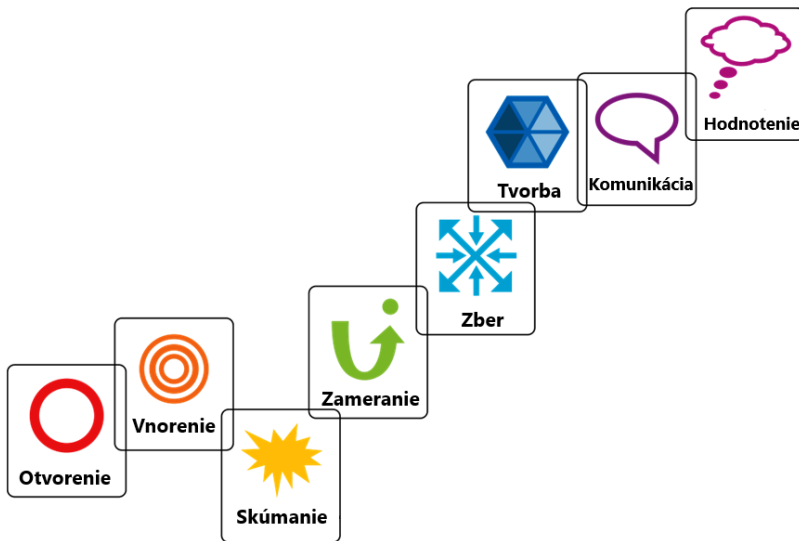 Otvorenie
Vnorenie
Skúmanie
Zameranie
Zber
Tvorba
Komunikácia
Hodnotenie